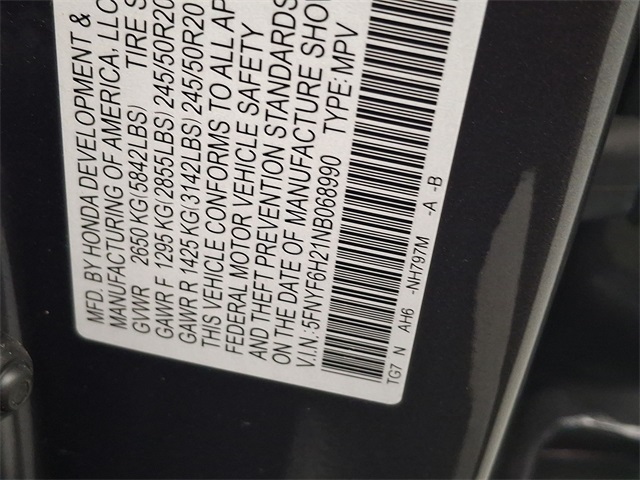 MFD. BY HONDA DEVELOPMENT &
MANUFACTURING OF AMERICA, LLC
GVWR 2650 KG(5842LBS) TIRE S
GAWR F 1295 KG(2855LBS) 245/50R20
GAWR R 1425 KG(3142LBS) 245/50R20
THIS VEHICLE CONFORMS TO ALL AP
FEDERAL MOTOR VEHICLE SAFETY
AND THEFT PREVENTION STANDARDS
ON THE DATE OF MANUFACTURE SHOW
V.I.N.:5FNYF6H21NB068990 TYPE: MPV
TG7 N AH6 -NH797M -A -B